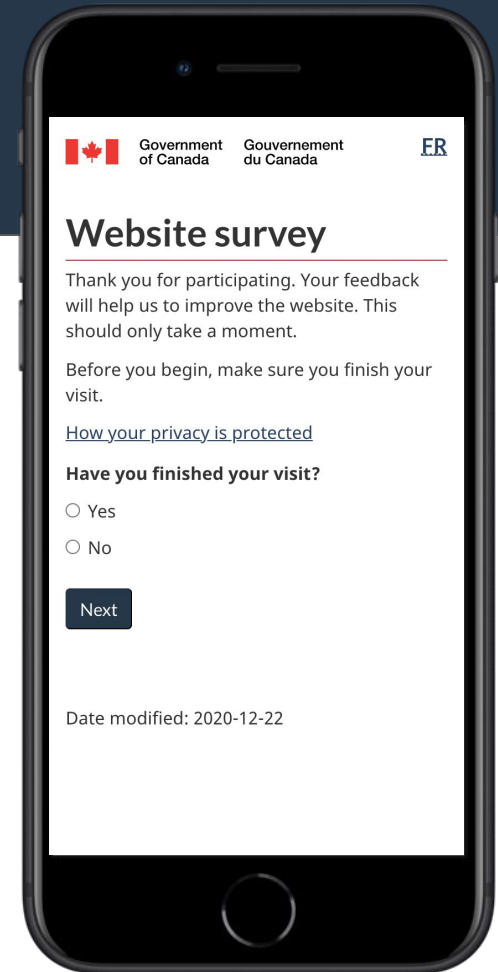 Government of Canada
Gouvernement du Canada
FR
Website survey
Thank you for participating. Your feedback
will help us to improve the website. This
should only take a moment.
Before you begin, make sure you finish your
visit.
How your privacy is protected
Have you finished your visit?
Yes
No
Next
Date modified: 2020-12-22